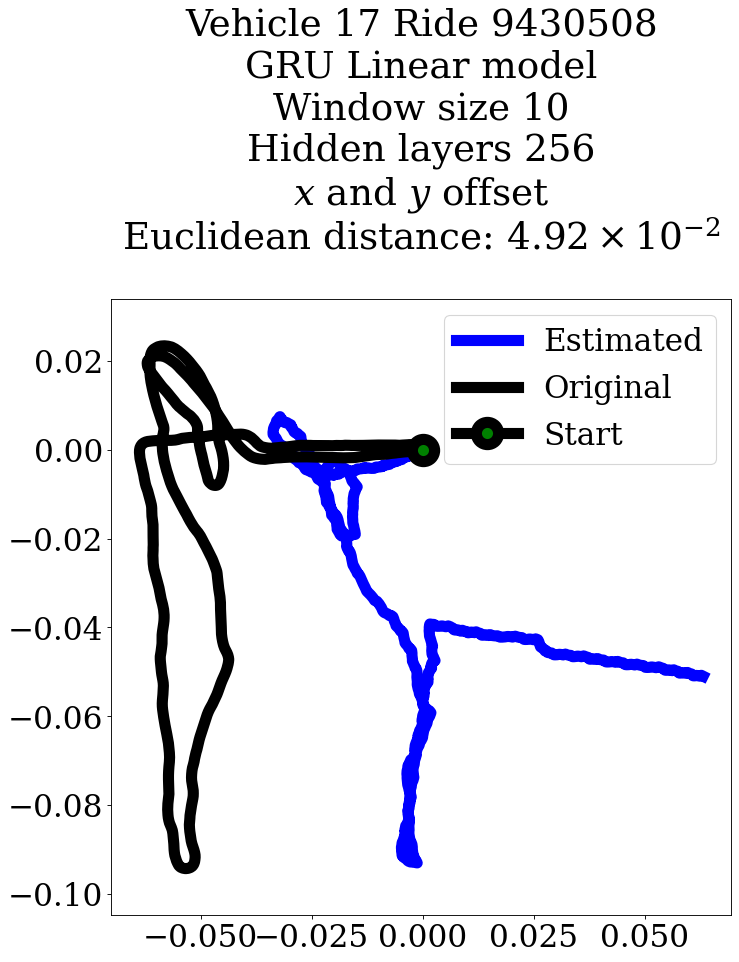 Vehicle 17 Ride 9430508
GRU Linear model
Window size 10
Hidden layers 256
x and y offset
Euclidean distance: 4.92 × 10⁻²
Estimated
Original
Start
0.02
0.00
−0.02
−0.04
−0.06
−0.08
−0.10
−0.050 −0.025 0.000 0.025 0.050